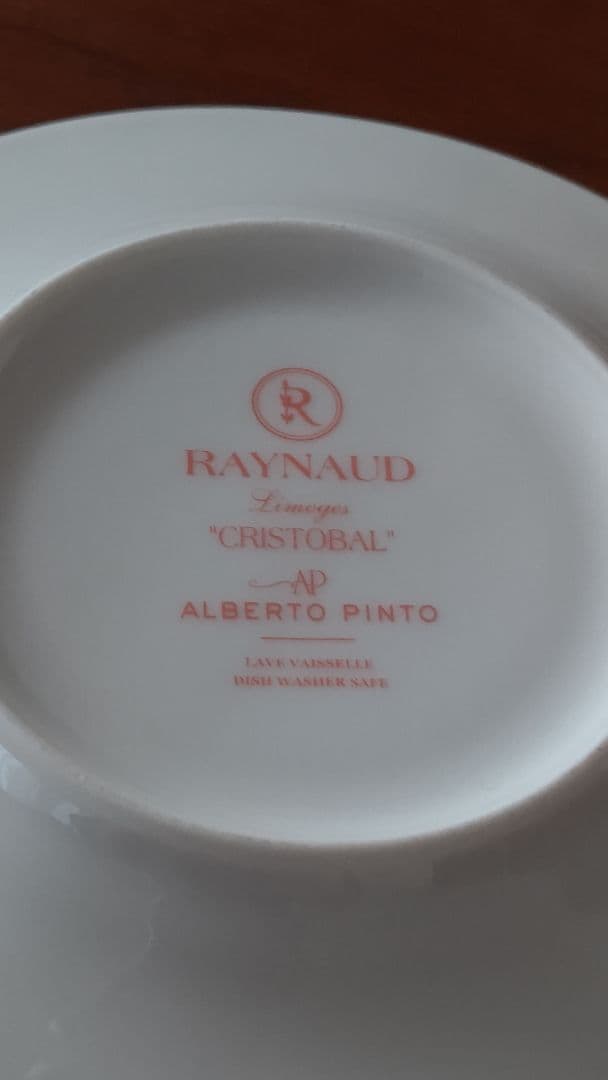 R
RAYNAUD
Limoges
"CRISTOBAL"
AP
ALBERTO PINTO
LAVE VAISSELLE
DISH WASHER SAFE